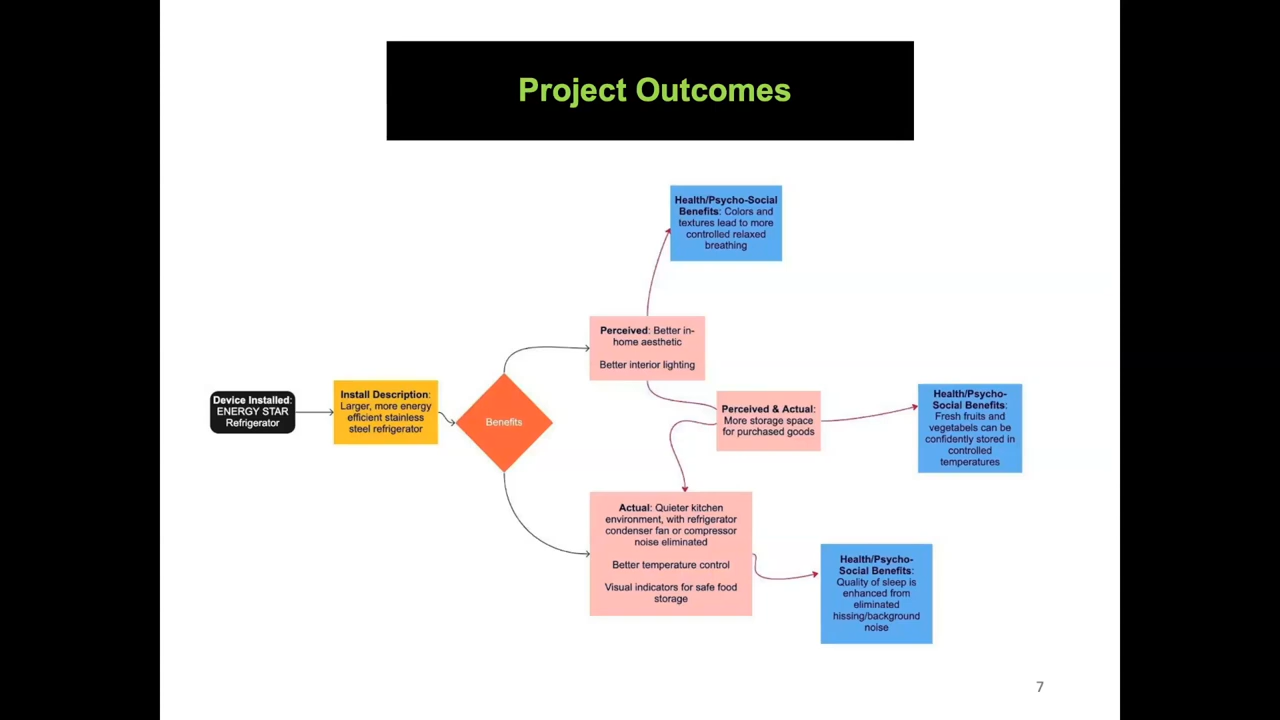 Project Outcomes
Health/Psycho-Social
Benefits: Colors and
textures lead to more
controlled relaxed
breathing
Perceived: Better in-
home aesthetic
Better interior lighting
Device Installed:
ENERGY STAR
Refrigerator
Install Description:
Larger, more energy
efficient stainless
steel refrigerator
Benefits
Perceived & Actual:
More storage space
for purchased goods
Health/Psycho-
Social Benefits:
Fresh fruits and
vegetabels can be
confidently stored in
controlled
temperatures
Actual: Quieter kitchen
environment, with refrigerator
condenser fan or compressor
noise eliminated
Better temperature control
Visual indicators for safe food
storage
Health/Psycho-
Social Benefits:
Quality of sleep is
enhanced from
eliminated
hissing/background
noise
7